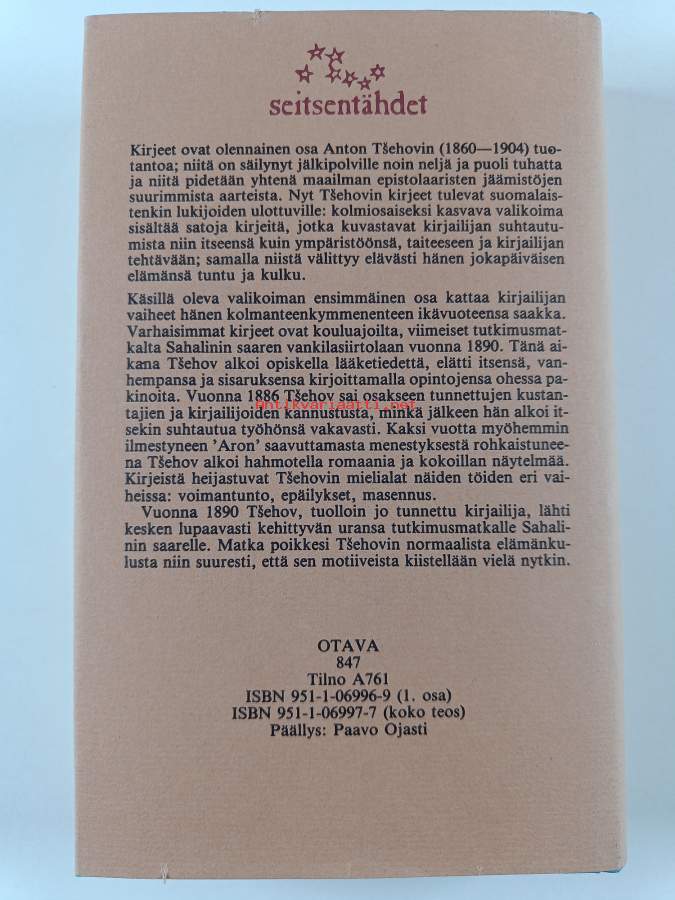 seitsentähdet
Kirjeet ovat olennainen osa Anton Tšehovin (1860—1904) tuo-
tantoa; niitä on säilynyt jälkipolville noin neljä ja puoli tuhatta
ja niitä pidetään yhtenä maailman epistolaaristen jäämistöjen
suurimmista aarteista. Nyt Tšehovin kirjeet tulevat suomalais-
tenkin lukijoiden ulottuville: kolmiosaiseksi kasvava valikoima
sisältää satoja kirjeitä, jotka kuvastavat kirjailijan suhtautu-
mista niin itseensä kuin ympäristöönsä, taiteeseen ja kirjailijan
tehtävään; samalla niistä välittyy elävästi hänen jokapäiväisen
elämänsä tuntu ja kulku.
Käsillä oleva valikoiman ensimmäinen osa kattaa kirjailijan
vaiheet hänen kolmanteenkymmenenteen ikävuoteensa saakka.
Varhaisimmat kirjeet ovat kouluajoilta, viimeiset tutkimusmat-
kalta Sahalinin saaren vankilasiirtolaan vuonna 1890. Tänä ai-
kana Tšehov alkoi opiskella lääketiedettä, elätti itsensä, van-
hempansa ja sisaruksensa kirjoittamalla opintojensa ohessa pa-
kinoita. Vuonna 1886 Tšehov sai osakseen tunnettujen kustan-
Antikvariaatti.net
tajien ja kirjailijoiden kannustusta, minkä jälkeen hän alkoi it-
sekin suhtautua työhönsä vakavasti. Kaksi vuotta myöhemmin
ilmestyneen 'Aron' saavuttamasta menestyksestä rohkaistunee-
na Tšehov alkoi hahmotella romaania ja kokoillan näytelmää.
Kirjeistä heijastuvat Tšehovin mielialat näiden töiden eri vai-
heissa: voimantunto, epäilykset, masennus.
Vuonna 1890 Tšehov, tuolloin jo tunnettu kirjailija, lähti
kesken lupaavasti kehittyvän uransa tutkimusmatkalle Sahali-
nin saarelle. Matka poikkesi Tšehovin normaalista elämänku-
lusta niin suuresti, että sen motiiveista kiistellään vielä nytkin.
OTAVA
847
Tilno A761
ISBN 951-1-06996-9 (1. osa)
ISBN 951-1-06997-7 (koko teos)
Päällys: Paavo Ojasti